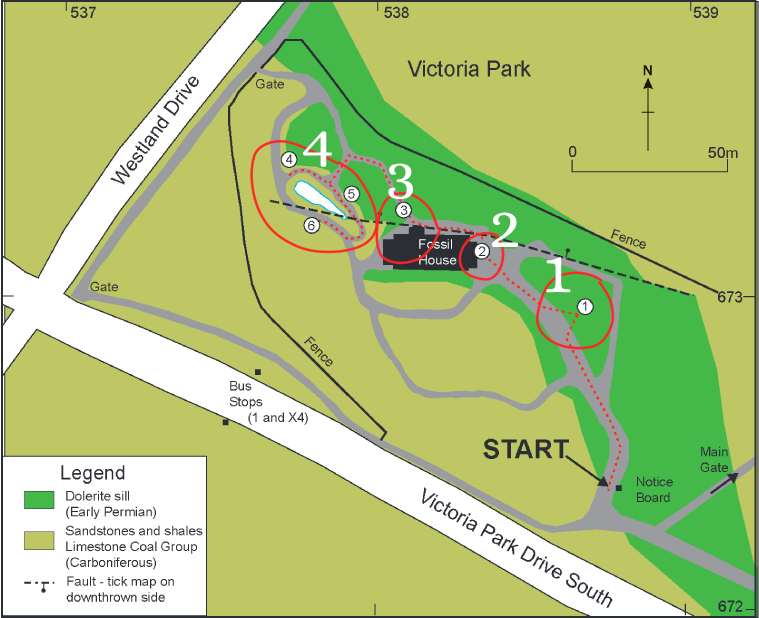 537
538
539
Victoria Park
N
Westland Drive
Gate
0
50m
4
4
3
5
3
2
6
Fossil
House
2
Fence
1
1
673
Gate
Fence
Bus
Stops
(1 and X4)
START
Main
Gate
Notice
Board
Victoria Park Drive South
Legend
Dolerite sill
(Early Permian)
Sandstones and shales
Limestone Coal Group
(Carboniferous)
Fault - tick map on
downthrown side
672